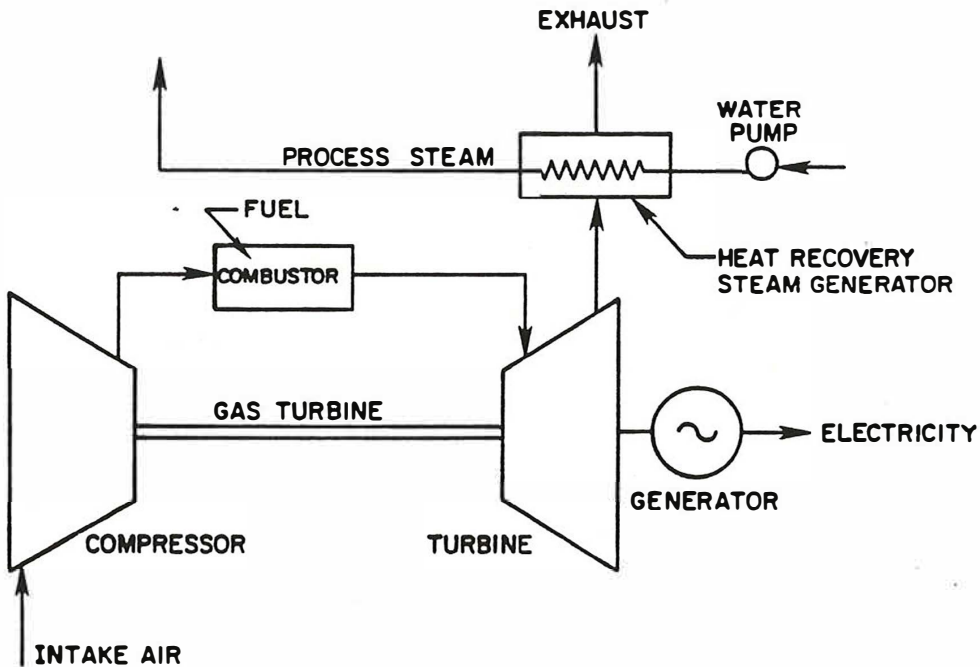 EXHAUST
WATER
PUMP
PROCESS STEAM
FUEL
HEAT RECOVERY
STEAM GENERATOR
COMBUSTOR
GAS TURBINE
ELECTRICITY
GENERATOR
COMPRESSOR
TURBINE
INTAKE AIR